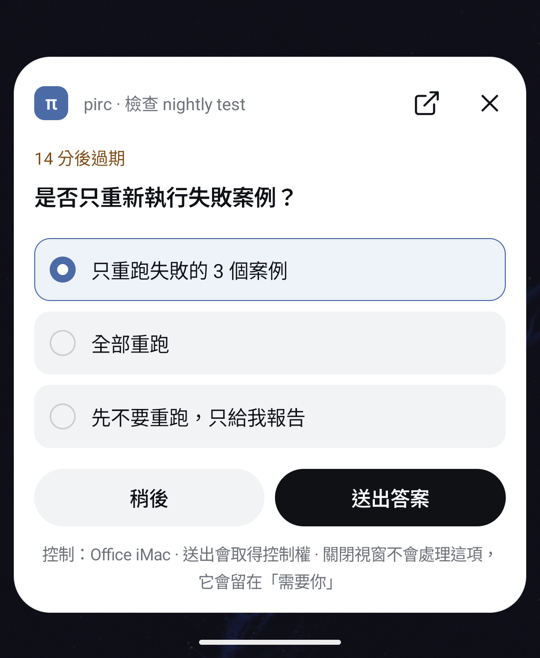 π pirc · 檢查 nightly test
14 分後過期
是否只重新執行失敗案例？
只重跑失敗的 3 個案例
全部重跑
先不要重跑，只給我報告
稍後
送出答案
控制：Office iMac · 送出會取得控制權 · 關閉視窗不會處理這項，
它會留在「需要你」